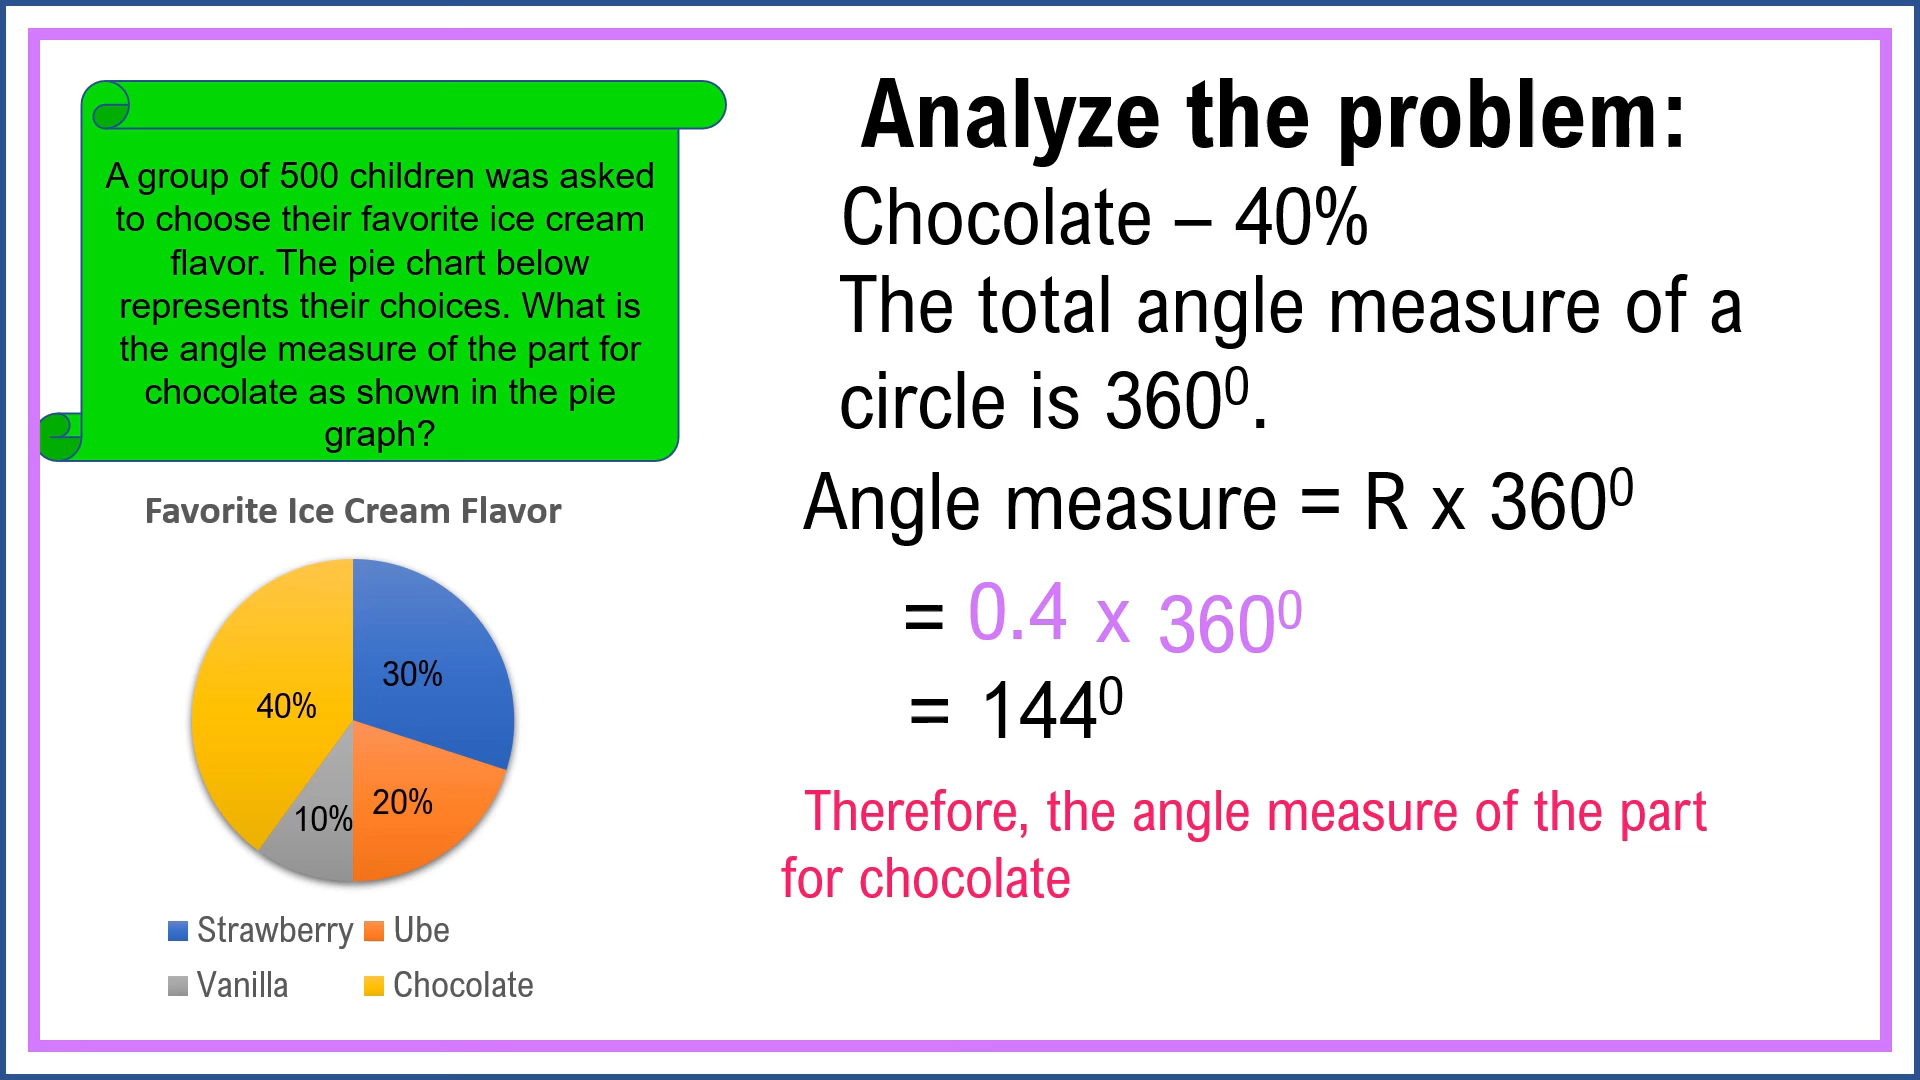 A group of 500 children was asked
to choose their favorite ice cream
flavor. The pie chart below
represents their choices. What is
the angle measure of the part for
chocolate as shown in the pie
graph?
Favorite Ice Cream Flavor
30%
40%
20%
10%
Strawberry Ube
Vanilla Chocolate
Analyze the problem:
Chocolate – 40%
The total angle measure of a
circle is 360⁰.
Angle measure = R x 360⁰
= 0.4 x 360⁰
= 144⁰
Therefore, the angle measure of the part
for chocolate